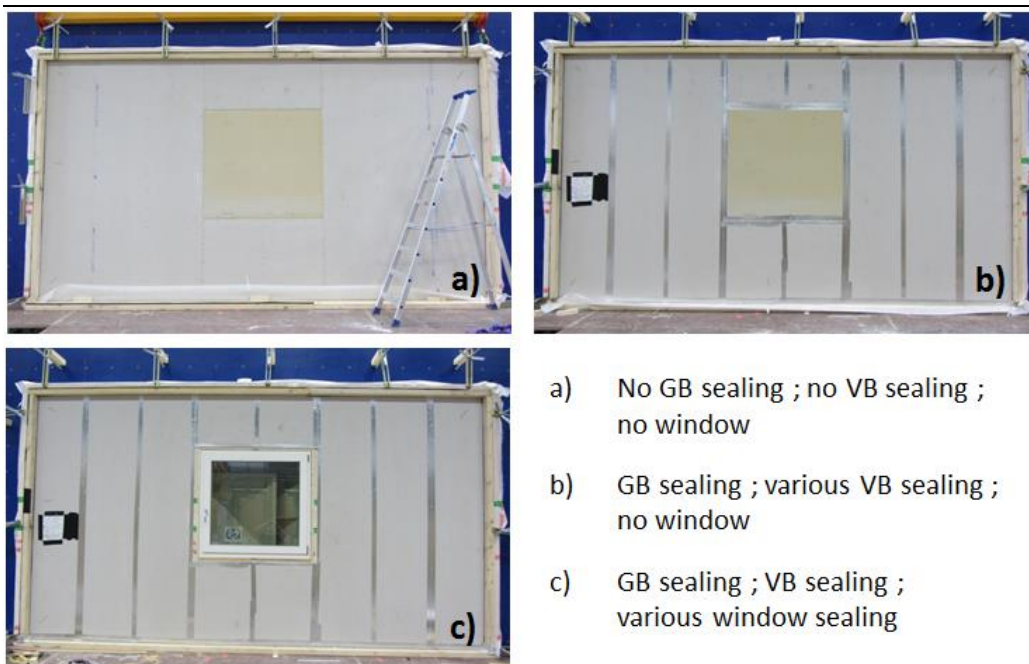 a)
b)
c)
a) No GB sealing ; no VB sealing ;
no window
b) GB sealing ; various VB sealing ;
no window
c) GB sealing ; VB sealing ;
various window sealing